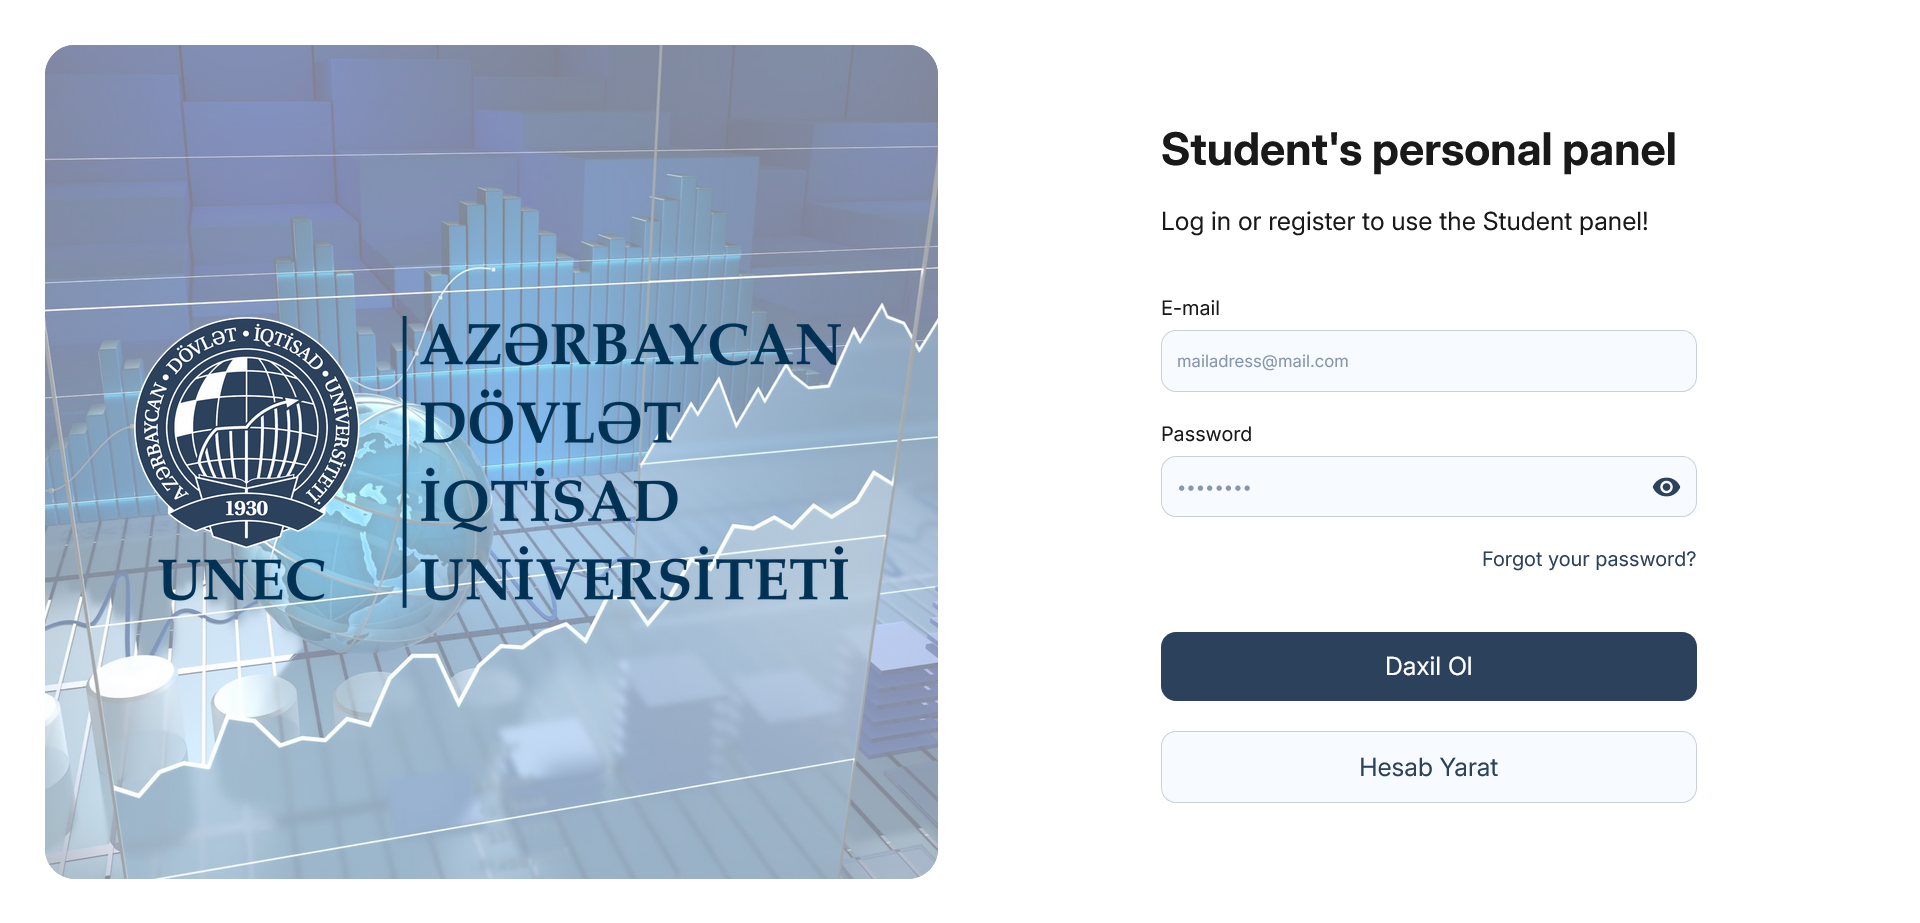 AZƏRBAYCAN • DÖVLƏT • İQTİSAD • UNİVERSİTETİ
1930
UNEC
AZƏRBAYCAN
DÖVLƏT
İQTİSAD
UNİVERSİTETİ
Student's personal panel
Log in or register to use the Student panel!
E-mail
mailadress@mail.com
Password
••••••••
Forgot your password?
Daxil Ol
Hesab Yarat